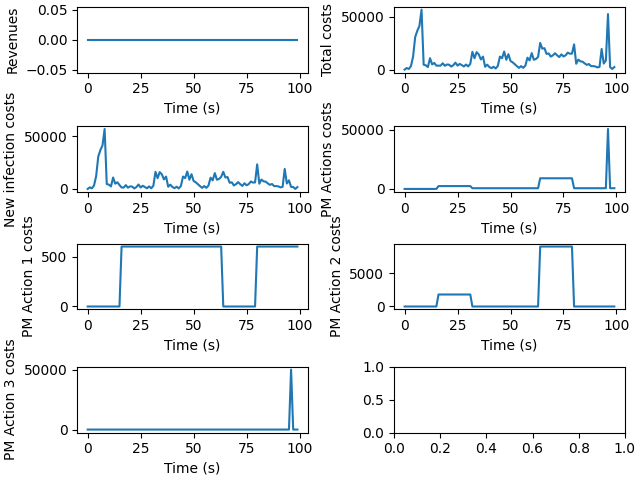 Revenues
0.05
0.00
−0.05
0 25 50 75 100
Time (s)
Total costs
50000
0
0 25 50 75 100
Time (s)
New infection costs
50000
0
0 25 50 75 100
Time (s)
PM Actions costs
50000
0
0 25 50 75 100
Time (s)
PM Action 1 costs
500
0
0 25 50 75 100
Time (s)
PM Action 2 costs
5000
0
0 25 50 75 100
Time (s)
PM Action 3 costs
50000
0
0 25 50 75 100
Time (s)
1.0
0.5
0.0
0.0 0.2 0.4 0.6 0.8 1.0